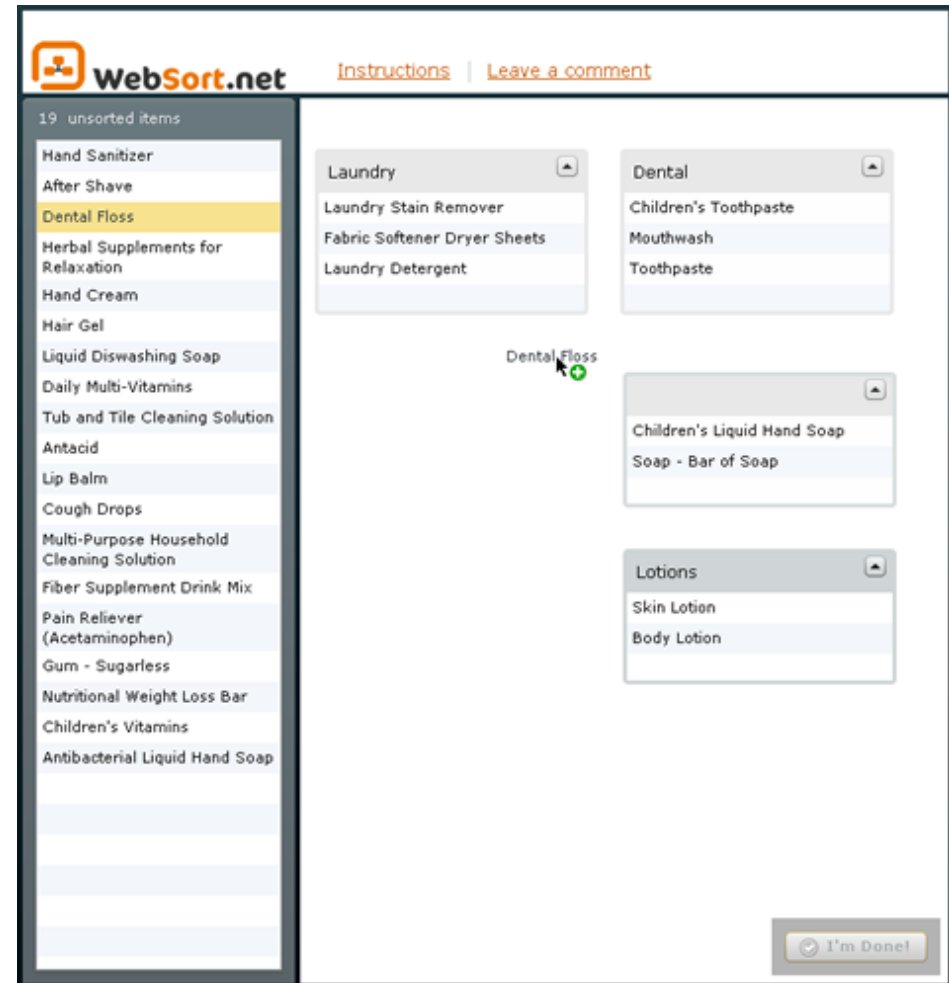 WebSort.net
Instructions | Leave a comment
19 unsorted items
Hand Sanitizer
After Shave
Dental Floss
Herbal Supplements for
Relaxation
Hand Cream
Hair Gel
Liquid Diswashing Soap
Daily Multi-Vitamins
Tub and Tile Cleaning Solution
Antacid
Lip Balm
Cough Drops
Multi-Purpose Household
Cleaning Solution
Fiber Supplement Drink Mix
Pain Reliever
(Acetaminophen)
Gum - Sugarless
Nutritional Weight Loss Bar
Children's Vitamins
Antibacterial Liquid Hand Soap
Laundry
Laundry Stain Remover
Fabric Softener Dryer Sheets
Laundry Detergent
Dental
Children's Toothpaste
Mouthwash
Toothpaste
Dental Floss
Children's Liquid Hand Soap
Soap - Bar of Soap
Lotions
Skin Lotion
Body Lotion
I'm Done!